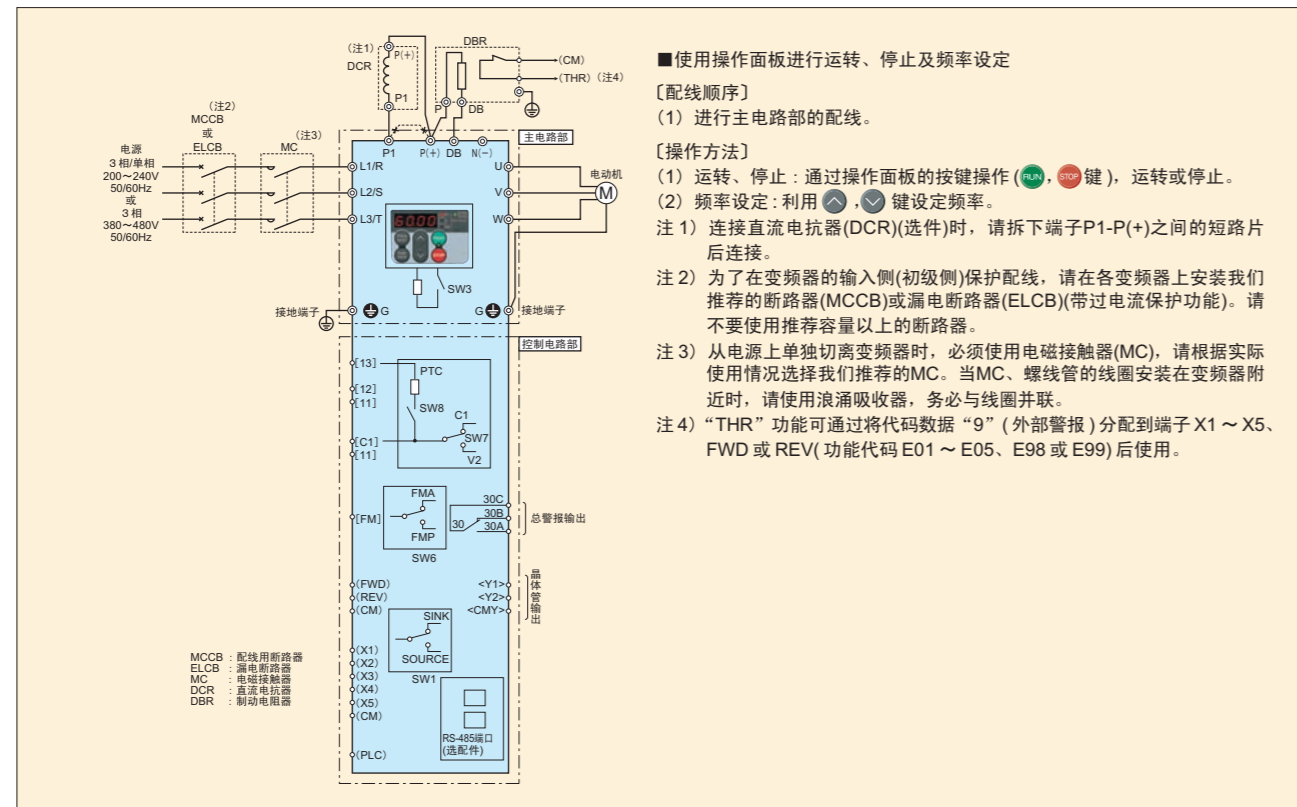 (注1)
DCR
P(+)
P1
DBR
(CM)
(THR)(注4)
P
DB
(注2)
MCCB
或
ELCB
(注3)
MC
电源
3相/单相
200～240V
50/60Hz
或
3相
380～480V
50/60Hz
主电路部
P1 P(+) DB N(−)
L1/R
L2/S
L3/T
U
V
W
电动机
M
60.00
RUN
STOP
SW3
接地端子
G
G
接地端子
控制电路部
[13]
[12]
[11]
[C1]
[11]
PTC
SW8
C1
SW7
V2
[FM]
FMA
FMP
SW6
30C
30B
30
30A
总警报输出
(FWD)
(REV)
(CM)
<Y1>
<Y2>
<CMY>
晶体管输出
SINK
SOURCE
SW1
(X1)
(X2)
(X3)
(X4)
(X5)
(CM)
(PLC)
RS-485端口
(选配件)
MCCB ：配线用断路器
ELCB ：漏电断路器
MC ：电磁接触器
DCR ：直流电抗器
DBR ：制动电阻器
■使用操作面板进行运转、停止及频率设定
〔配线顺序〕
(1) 进行主电路部的配线。
〔操作方法〕
(1) 运转、停止：通过操作面板的按键操作(RUN, STOP键)，运转或停止。
(2) 频率设定：利用 , 键设定频率。
注 1) 连接直流电抗器(DCR)(选件)时，请拆下端子P1-P(+)之间的短路片
后连接。
注 2) 为了在变频器的输入侧(初级侧)保护配线，请在各变频器上安装我们
推荐的断路器(MCCB)或漏电断路器(ELCB)(带过电流保护功能)。请
不要使用推荐容量以上的断路器。
注 3) 从电源上单独切离变频器时，必须使用电磁接触器(MC)，请根据实际
使用情况选择我们推荐的MC。当MC、螺线管的线圈安装在变频器附
近时，请使用浪涌吸收器，务必与线圈并联。
注 4) “THR”功能可通过将代码数据“9”(外部警报)分配到端子 X1 ～ X5、
FWD 或 REV(功能代码 E01 ～ E05、E98 或 E99)后使用。